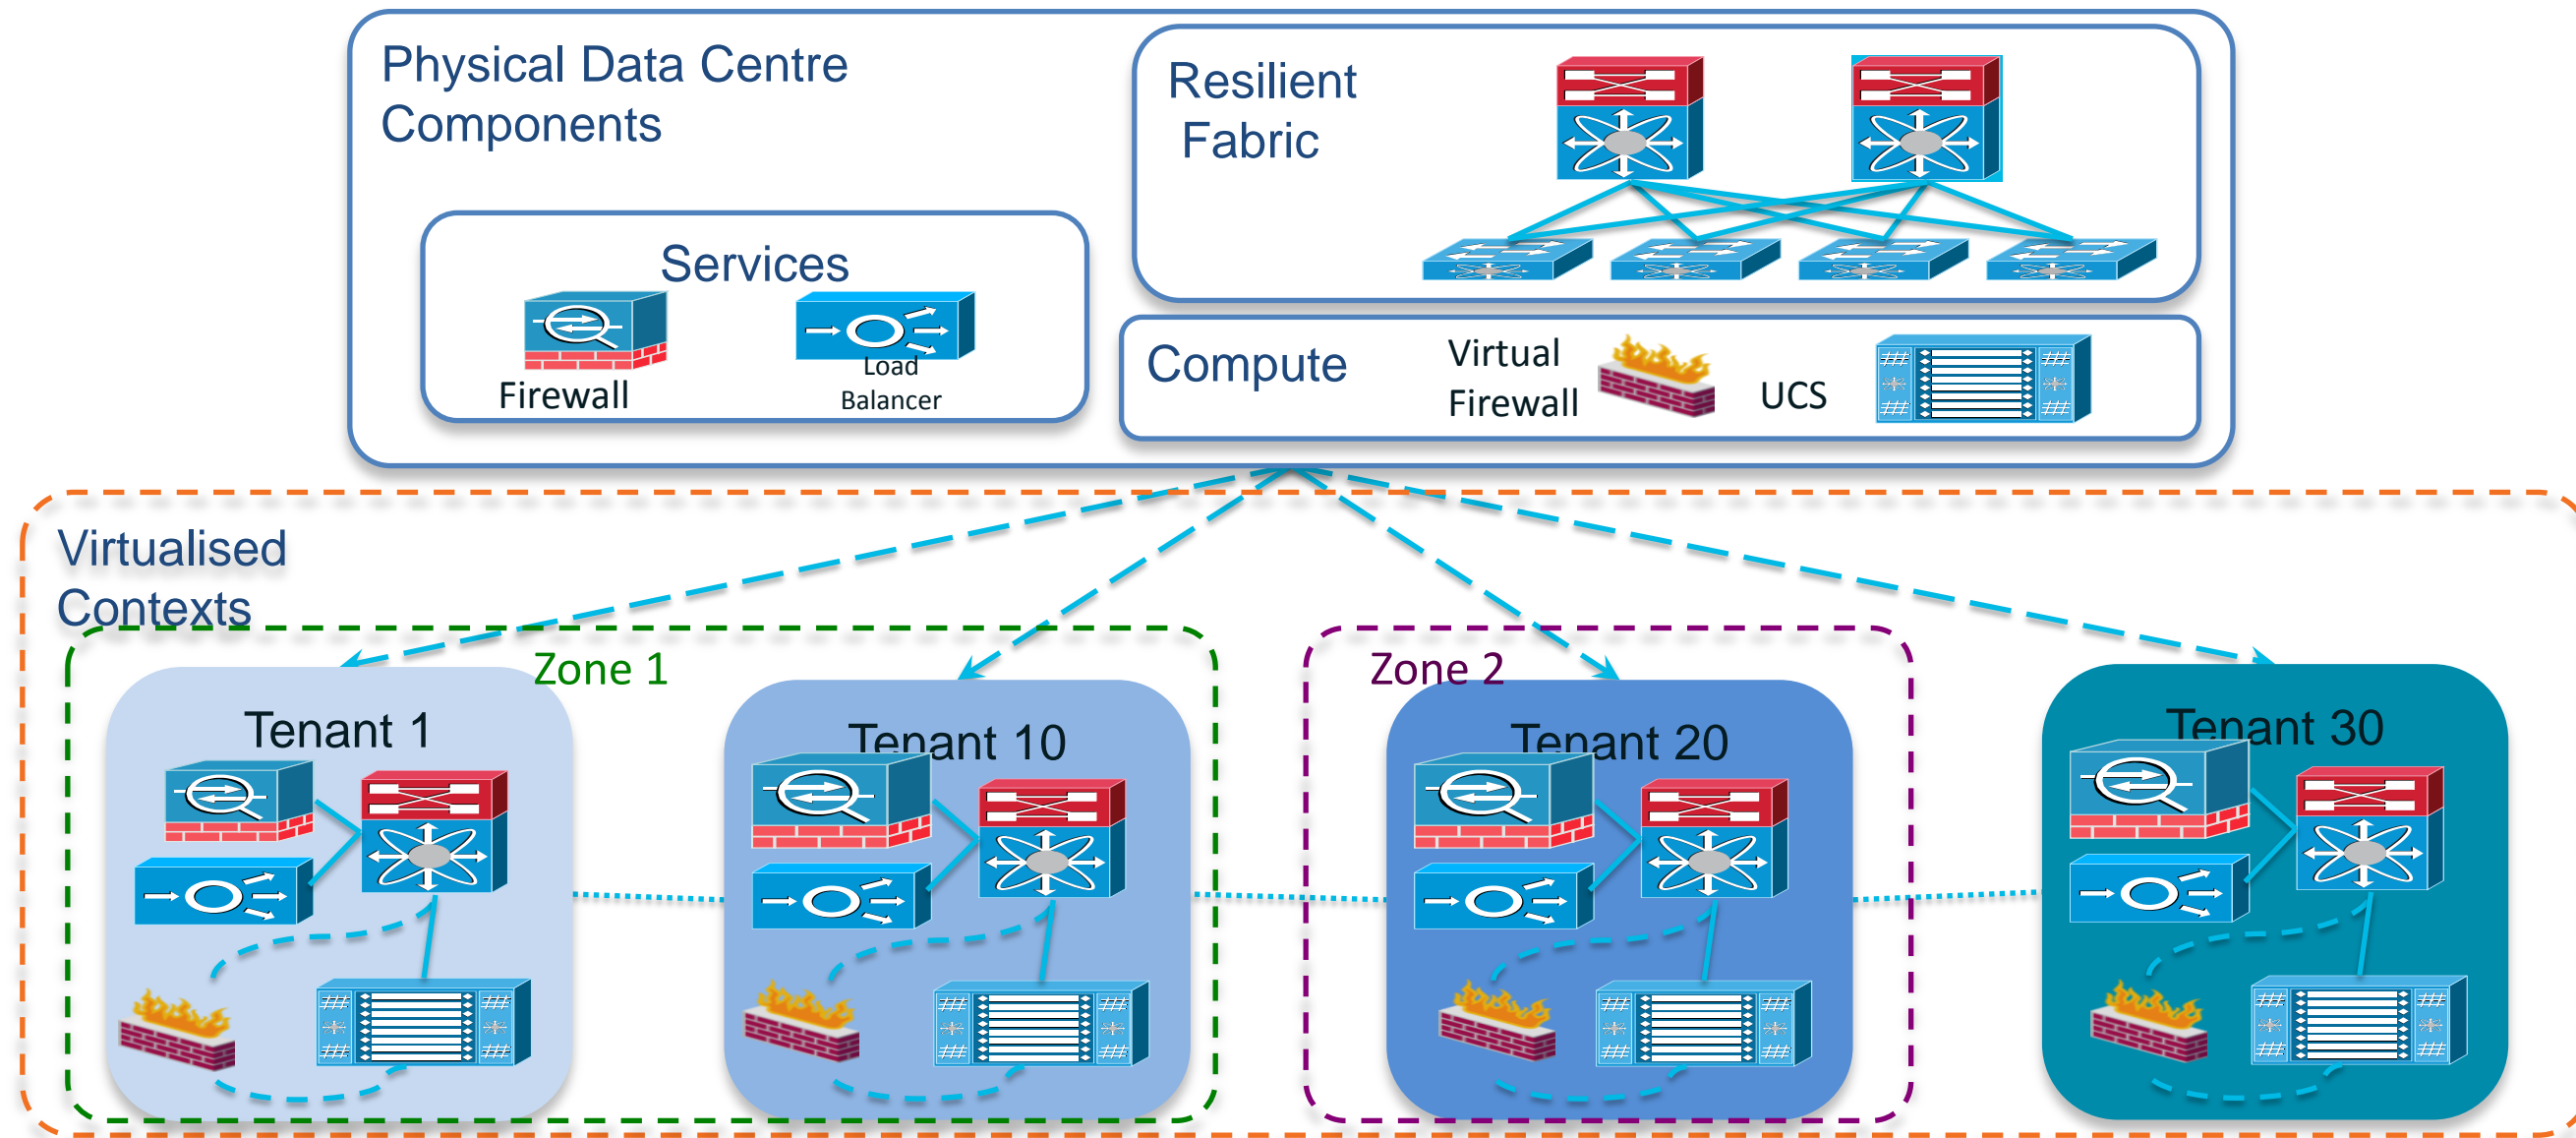 Physical Data Centre
Components
Resilient
Fabric
Services
Firewall
Load
Balancer
Compute
Virtual
Firewall
UCS
Virtualised
Contexts
Zone 1
Zone 2
Tenant 1
Tenant 10
Tenant 20
Tenant 30